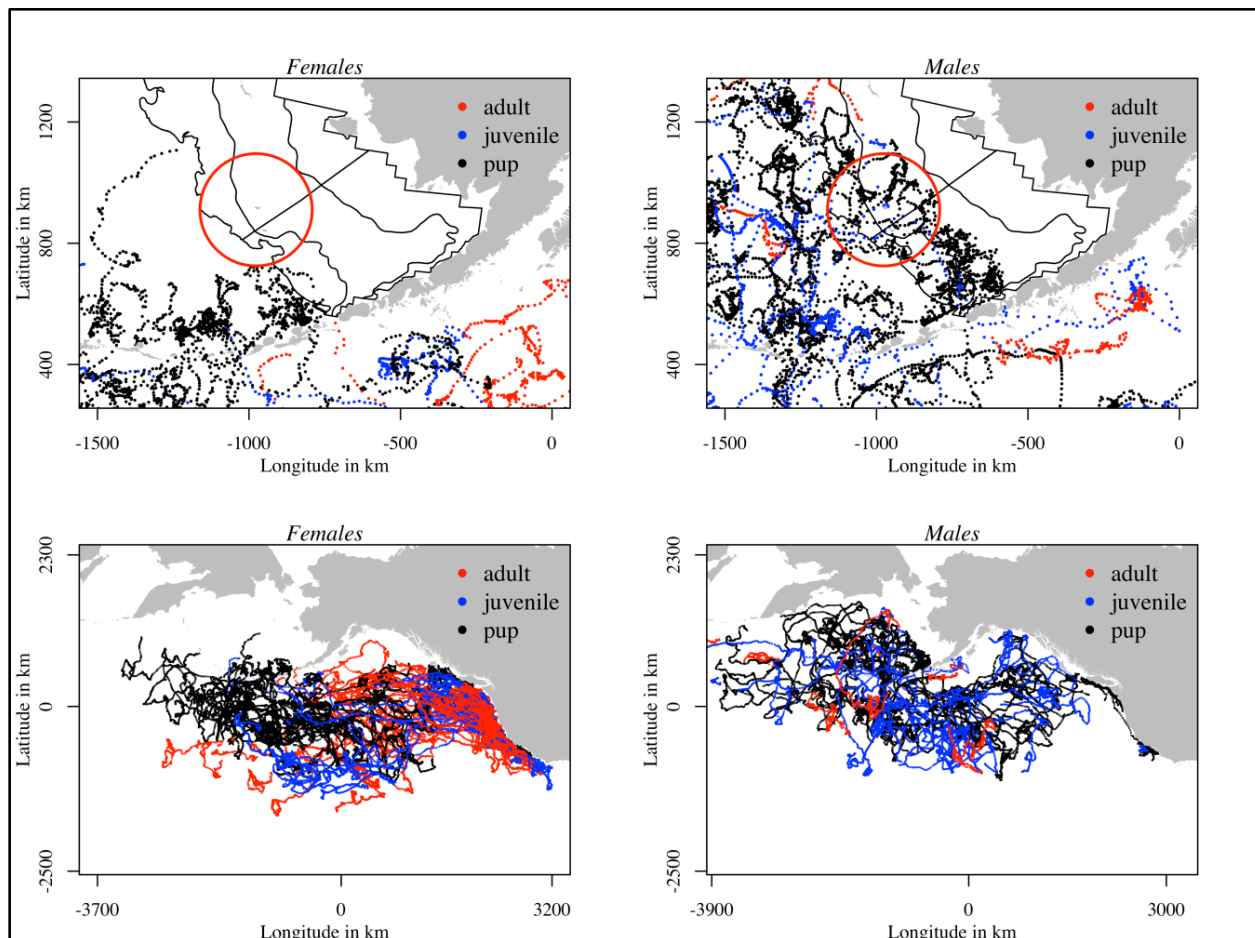 Females
adult
juvenile
pup
Latitude in km
400
800
1200
-1500
-1000
-500
0
Longitude in km
Males
adult
juvenile
pup
Latitude in km
400
800
1200
-1500
-1000
-500
0
Longitude in km
Females
adult
juvenile
pup
Latitude in km
-2500
0
2300
-3700
0
3200
Longitude in km
Males
adult
juvenile
pup
Latitude in km
-2500
0
2300
-3900
0
3000
Longitude in km